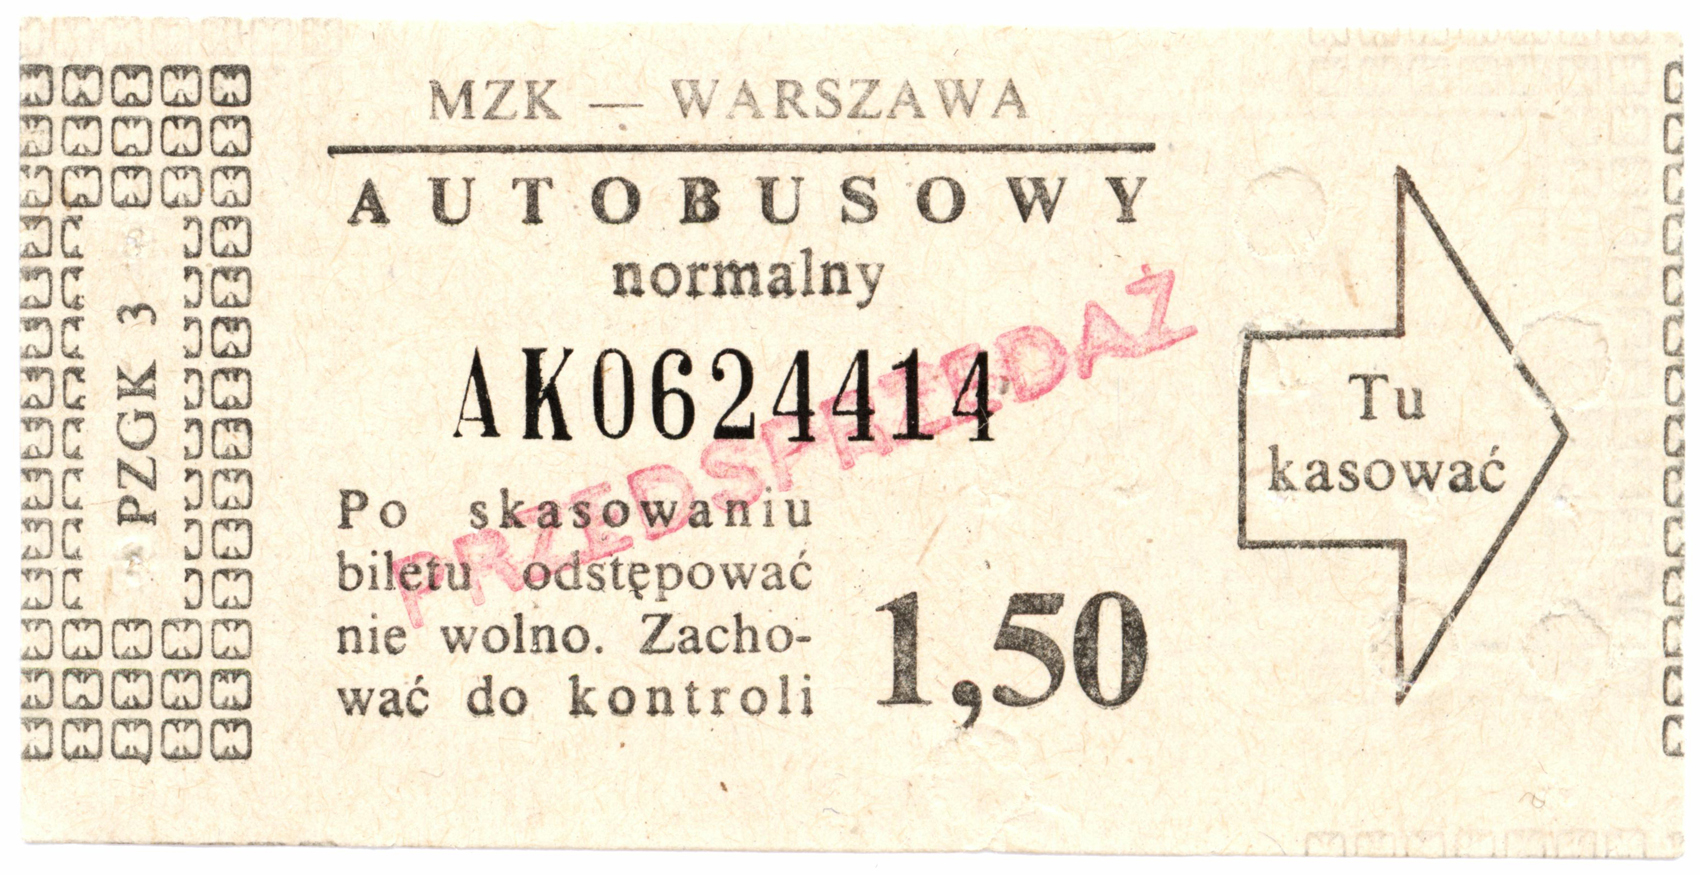 MZK — WARSZAWA
AUTOBUSOWY
normalny
AK0624414
PRZEDSPRZEDAŻ
Po skasowaniu
biletu odstępować
nie wolno. Zacho-
wać do kontroli
1,50
Tu
kasować
PZGK 3